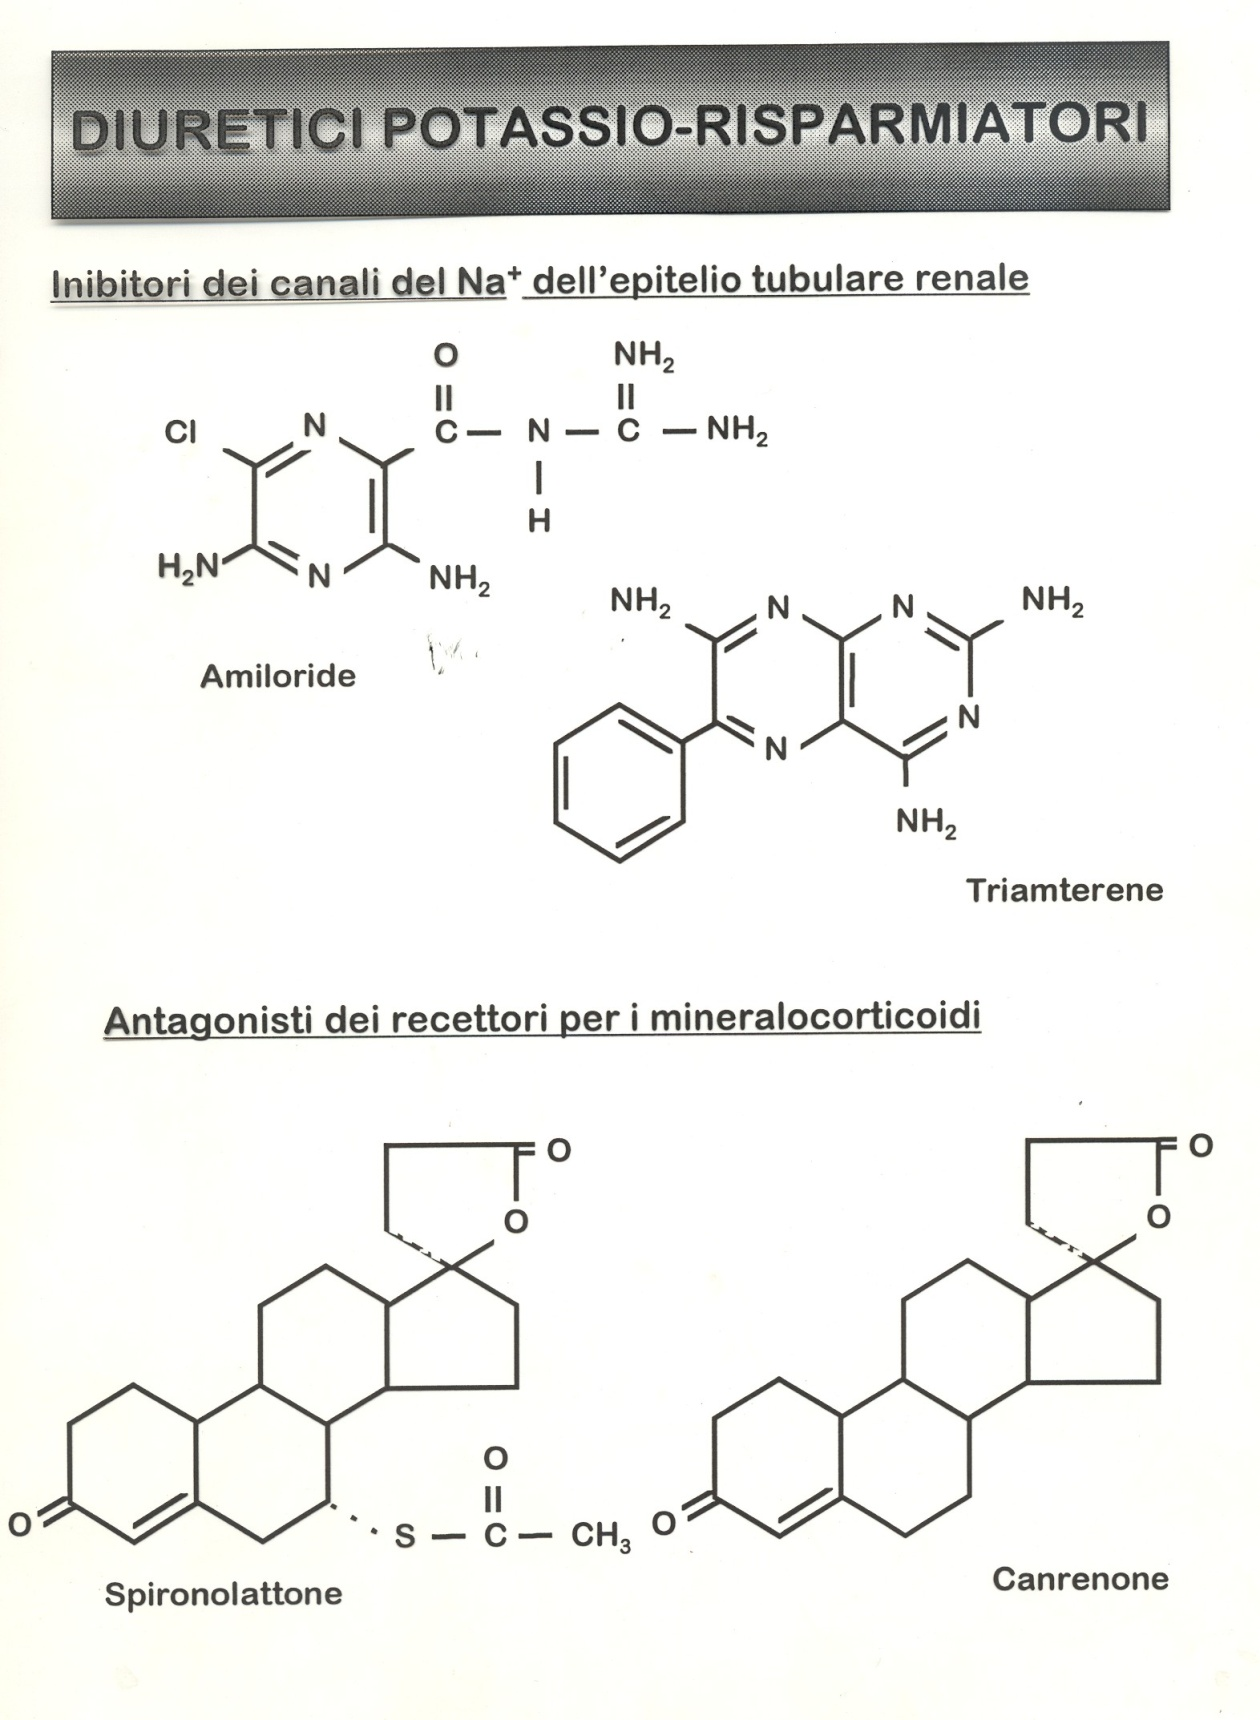 DIURETICI POTASSIO-RISPARMIATORI
Inibitori dei canali del Na⁺ dell’epitelio tubulare renale
O NH₂
Cl N C N C NH₂
H
H₂N N NH₂
Amiloride
NH₂ N N NH₂
N N
NH₂
Triamterene
Antagonisti dei recettori per i mineralocorticoidi
O O
O O
O
O S C CH₃ O
Spironolattone Canrenone